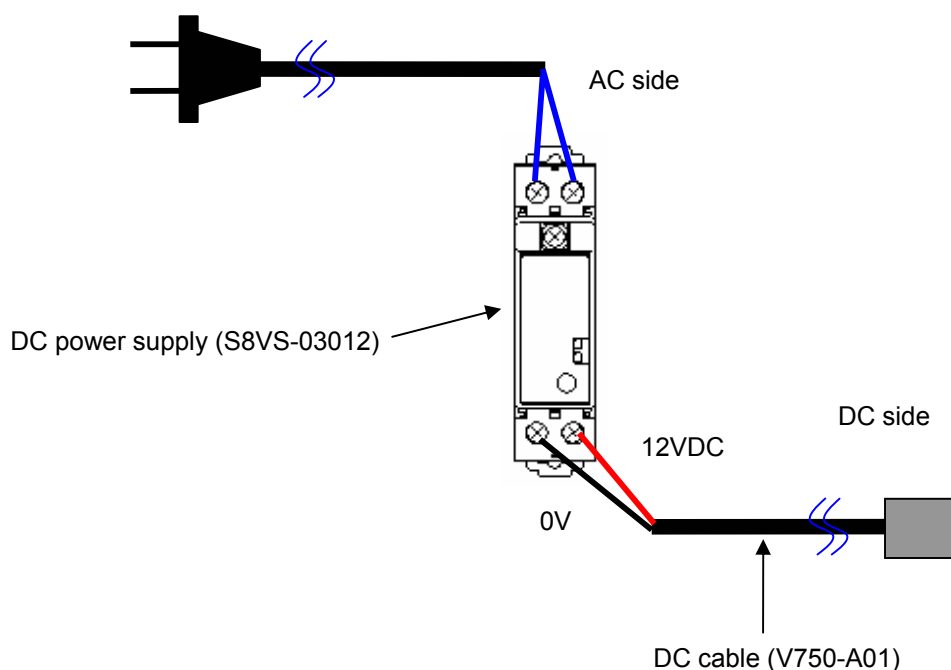 AC side
DC power supply (S8VS-03012)
DC side
12VDC
0V
DC cable (V750-A01)